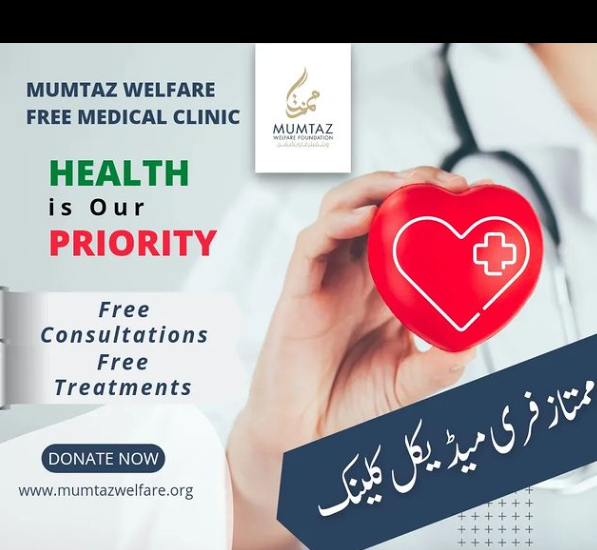 MUMTAZ WELFARE
FREE MEDICAL CLINIC
ممتاز
MUMTAZ
WELFARE FOUNDATION
HEALTH
is Our
PRIORITY
Free
Consultations
Free
Treatments
DONATE NOW
www.mumtazwelfare.org
ممتاز فری میڈیکل کلینک